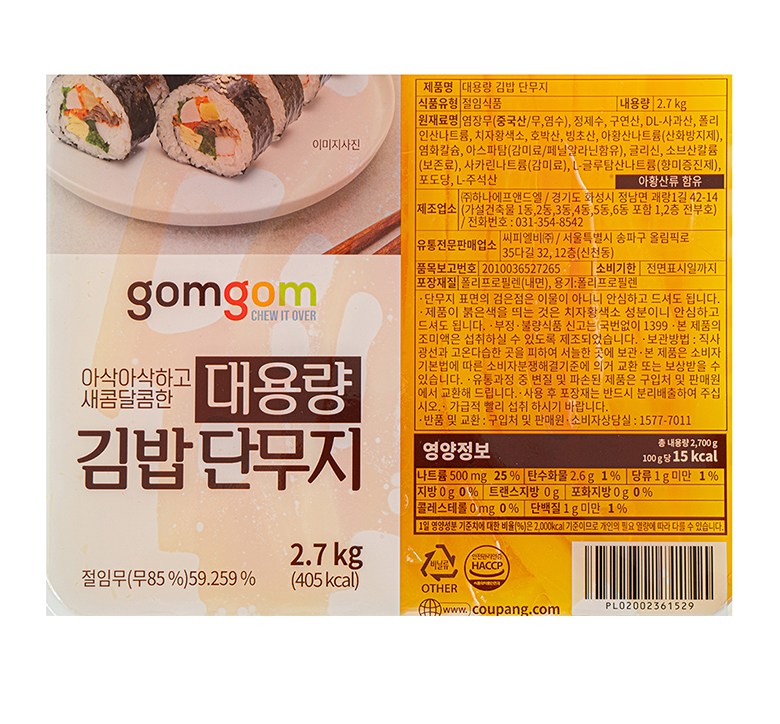 이미지사진
gomgom
CHEW IT OVER
아삭아삭하고
새콤달콤한
대용량
김밥 단무지
2.7 kg
(405 kcal)
절임무(무85 %)59.259 %
제품명 대용량 김밥 단무지
식품유형 절임식품 내용량 2.7 kg
원재료명 염장무(중국산/무,염수), 정제수, 구연산, DL-사과산, 폴리
인산나트륨, 치자황색소, 호박산, 빙초산, 아황산나트륨(산화방지제),
염화칼슘, 아스파탐(감미료/페닐알라닌함유), 글리신, 소브산칼륨
(보존료), 사카린나트륨(감미료), L-글루탐산나트륨(향미증진제),
포도당, L-주석산 아황산류 함유
제조업소 ㈜하나에프앤드엘 / 경기도 화성시 정남면 괘랑1길 42-14
(가설건축물 1동,2동,3동,4동,5동,6동 포함 1,2층 전부호)
/ 전화번호 : 031-354-8542
유통전문판매업소 씨피엘비㈜ / 서울특별시 송파구 올림픽로
35다길 32, 12층(신천동)
품목보고번호 2010036527265 소비기한 전면표시일까지
포장재질 폴리프로필렌(내면), 용기:폴리프로필렌
· 단무지 표면의 검은점은 이물이 아니니 안심하고 드셔도 됩니다.
· 제품이 붉은색을 띄는 것은 치자황색소 성분이니 안심하고
드셔도 됩니다. · 부정·불량식품 신고는 국번없이 1399 · 본 제품의
조미액은 섭취하실 수 있도록 제조되었습니다. · 보관방법 : 직사
광선과 고온다습한 곳을 피하여 서늘한 곳에 보관 · 본 제품은 소비자
기본법에 따른 소비자분쟁해결기준에 의거 교환 또는 보상받을 수
있습니다. · 유통과정 중 변질 및 파손된 제품은 구입처 및 판매원
에서 교환해 드립니다. · 사용 후 포장재는 반드시 분리배출하여 주십
시오. · 가급적 빨리 섭취 하시기 바랍니다.
· 반품 및 교환 : 구입처 및 판매원 · 소비자상담실 : 1577-7011
영양정보 총 내용량 2,700 g
100 g 당 15 kcal
나트륨 500 mg 25 % 탄수화물 2.6 g 1 % 당류 1 g 미만 1 %
지방 0 g 0 % 트랜스지방 0 g 포화지방 0 g 0 %
콜레스테롤 0 mg 0 % 단백질 1 g 미만 1 %
1일 영양성분 기준치에 대한 비율(%)은 2,000kcal 기준이므로 개인의 필요 열량에 따라 다를 수 있습니다.
비닐류
OTHER
안전관리인증
HACCP
식품의약품안전처
www. coupang.com
PL02002361529